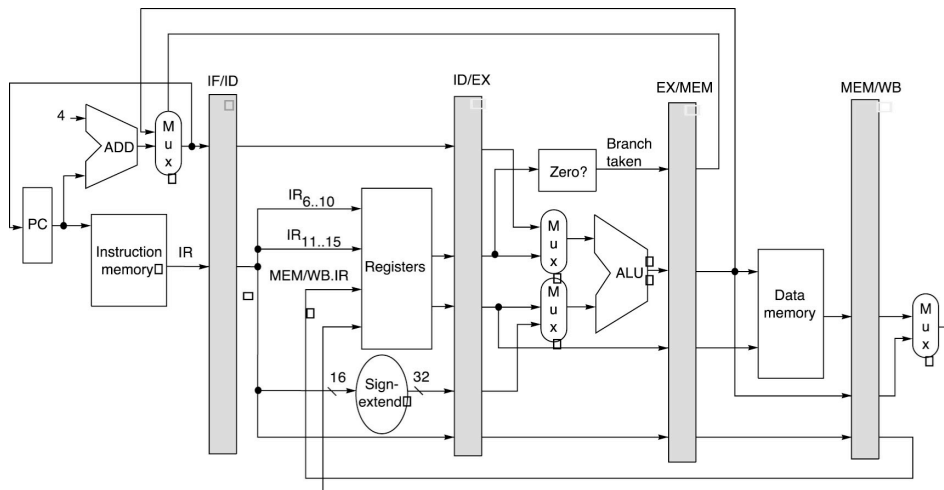 IF/ID
ID/EX
EX/MEM
MEM/WB
4
ADD
M
u
x
Branch
taken
Zero?
PC
Instruction
memory
IR
IR6..10
IR11..15
MEM/WB.IR
Registers
M
u
x
ALU
M
u
x
Data
memory
M
u
x
16
Sign-
extend
32